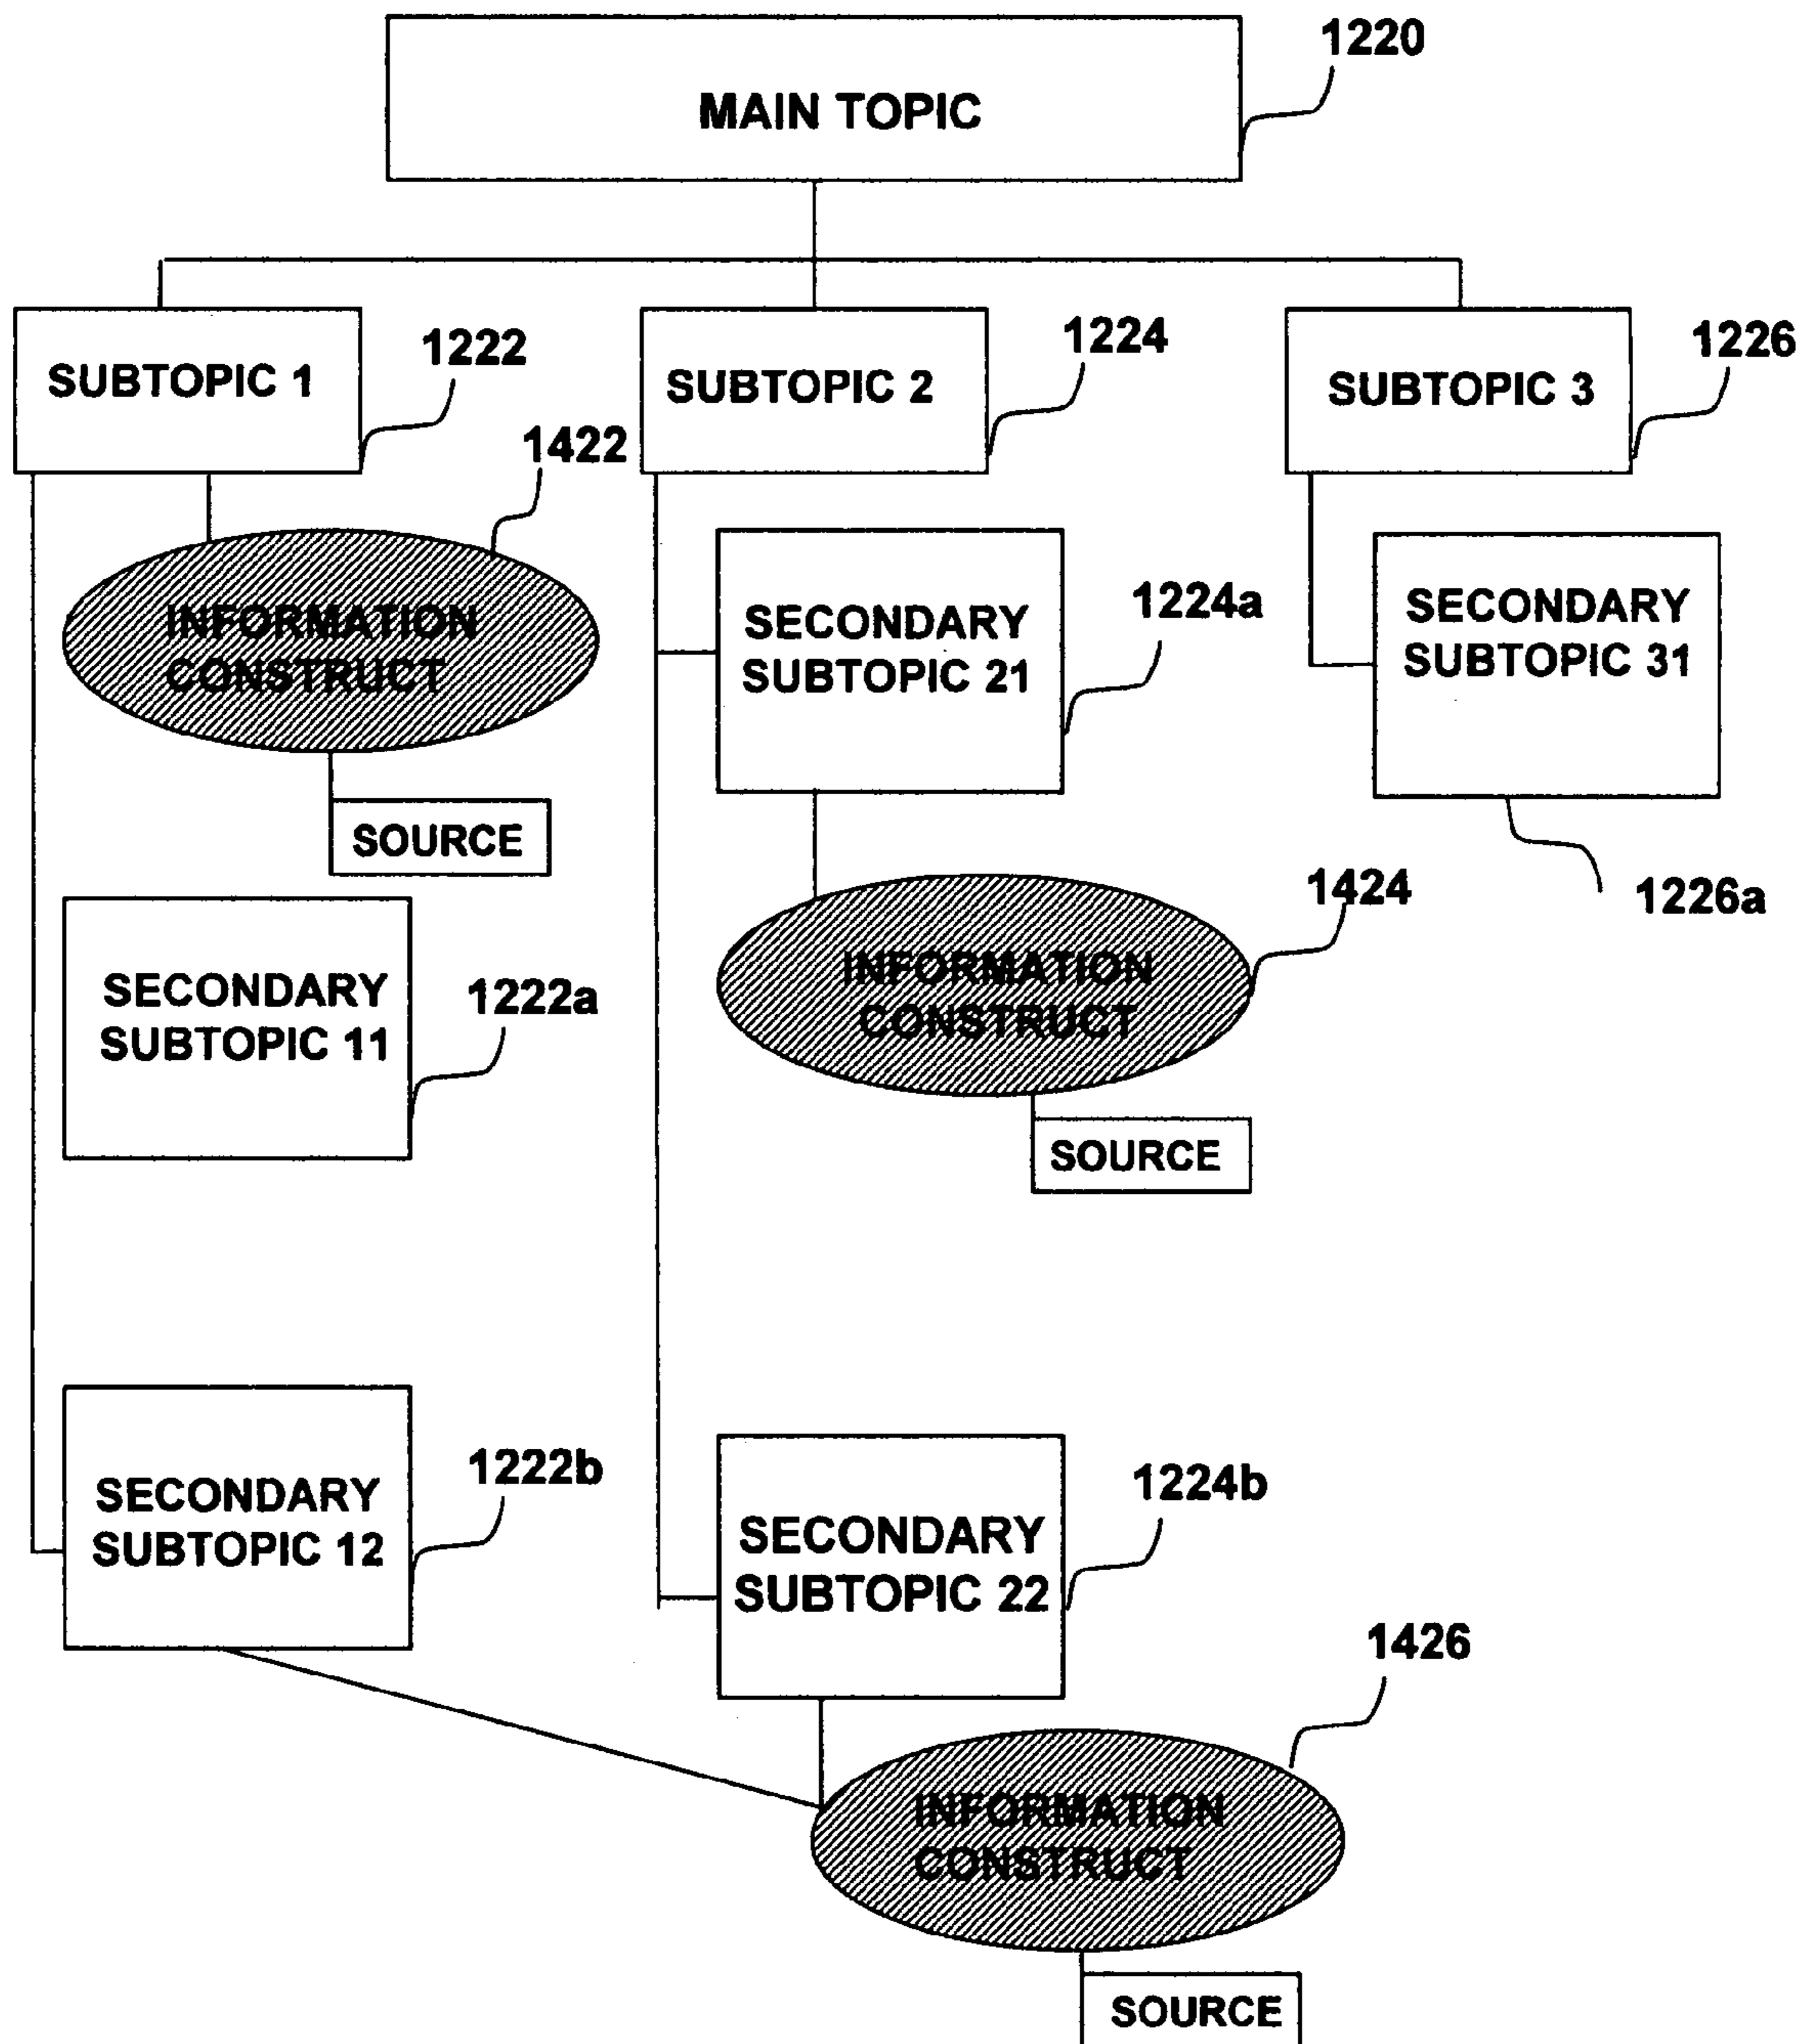 1220
MAIN TOPIC
SUBTOPIC 1
1222
SUBTOPIC 2
1224
SUBTOPIC 3
1226
1422
INFORMATION
CONSTRUCT
SOURCE
SECONDARY
SUBTOPIC 21
1224a
SECONDARY
SUBTOPIC 31
1226a
1424
INFORMATION
CONSTRUCT
SOURCE
SECONDARY
SUBTOPIC 11
1222a
SECONDARY
SUBTOPIC 12
1222b
SECONDARY
SUBTOPIC 22
1224b
1426
INFORMATION
CONSTRUCT
SOURCE